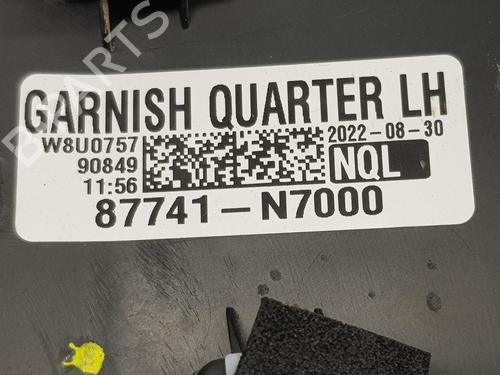 GARNISH QUARTER LH
W8U0757
90849
11:56
2022-08-30
NQL
87741-N7000